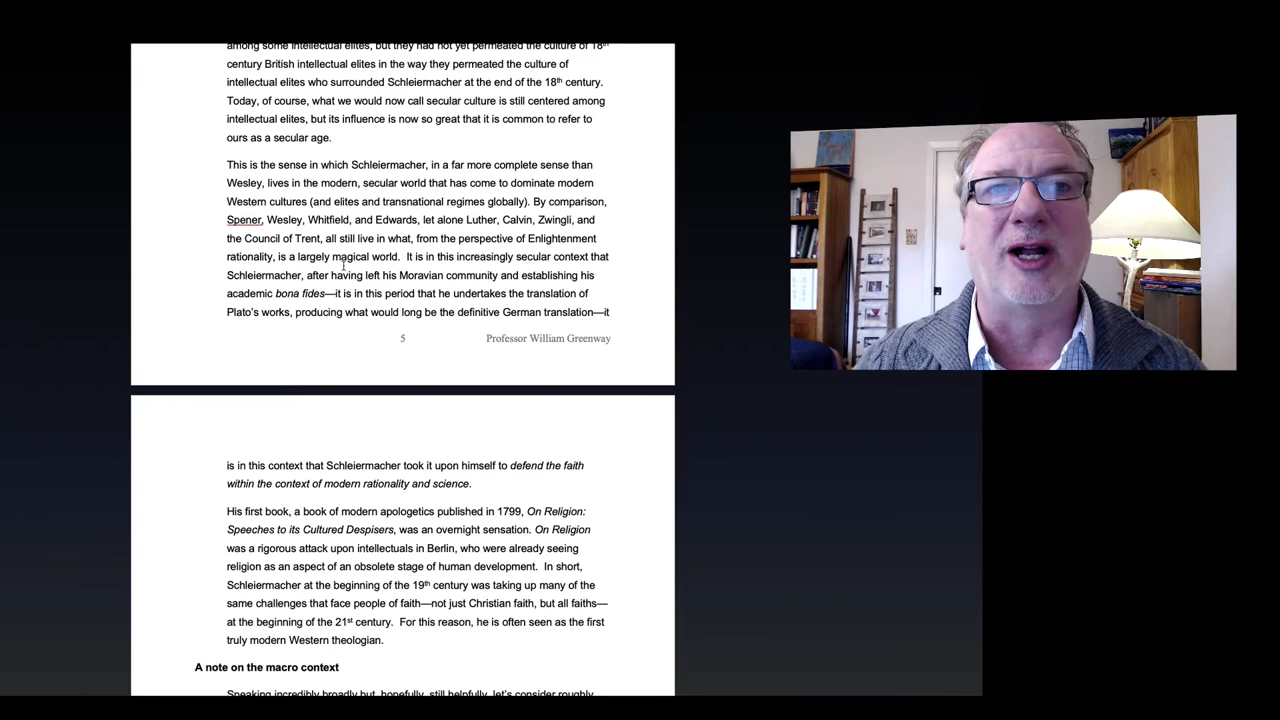 among some intellectual elites, but they had not yet permeated the culture of 18th
century British intellectual elites in the way they permeated the culture of
intellectual elites who surrounded Schleiermacher at the end of the 18th century.
Today, of course, what we would now call secular culture is still centered among
intellectual elites, but its influence is now so great that it is common to refer to
ours as a secular age.
This is the sense in which Schleiermacher, in a far more complete sense than
Wesley, lives in the modern, secular world that has come to dominate modern
Western cultures (and elites and transnational regimes globally). By comparison,
Spener, Wesley, Whitfield, and Edwards, let alone Luther, Calvin, Zwingli, and
the Council of Trent, all still live in what, from the perspective of Enlightenment
rationality, is a largely magical world.  It is in this increasingly secular context that
Schleiermacher, after having left his Moravian community and establishing his
academic bona fides—it is in this period that he undertakes the translation of
Plato's works, producing what would long be the definitive German translation—it
5 Professor William Greenway
is in this context that Schleiermacher took it upon himself to defend the faith
within the context of modern rationality and science.
His first book, a book of modern apologetics published in 1799, On Religion:
Speeches to its Cultured Despisers, was an overnight sensation. On Religion
was a rigorous attack upon intellectuals in Berlin, who were already seeing
religion as an aspect of an obsolete stage of human development.  In short,
Schleiermacher at the beginning of the 19th century was taking up many of the
same challenges that face people of faith—not just Christian faith, but all faiths—
at the beginning of the 21st century.  For this reason, he is often seen as the first
truly modern Western theologian.
A note on the macro context
Speaking incredibly broadly but, hopefully, still helpfully, let's consider roughly